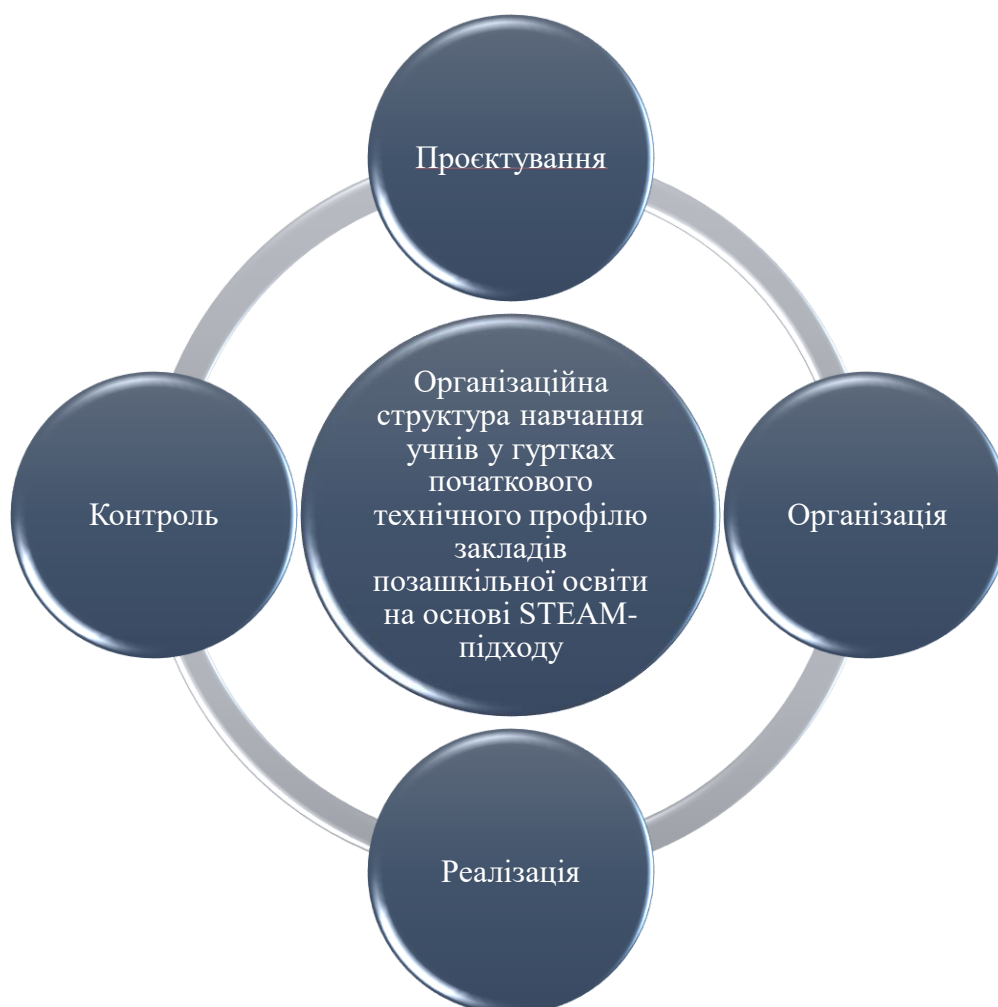 Проєктування
Організаційна
структура навчання
учнів у гуртках
початкового
технічного профілю
закладів
позашкільної освіти
на основі STEAM-
підходу
Контроль
Організація
Реалізація